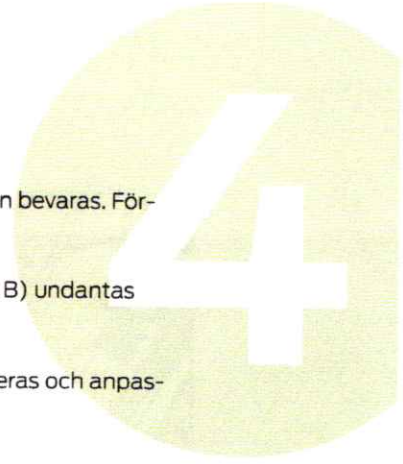 4
n bevaras. För-
B) undantas
eras och anpas-